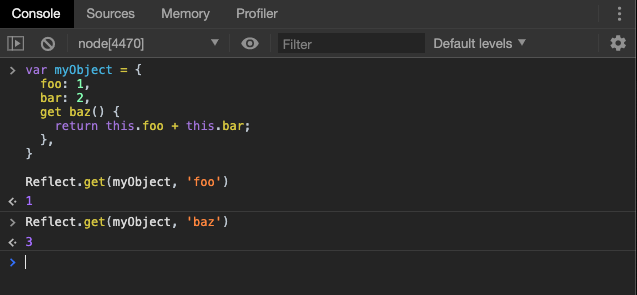 Console Sources Memory Profiler
node[4470] Filter Default levels
var myObject = {
foo: 1,
bar: 2,
get baz() {
return this.foo + this.bar;
},
}
Reflect.get(myObject, 'foo')
1
Reflect.get(myObject, 'baz')
3